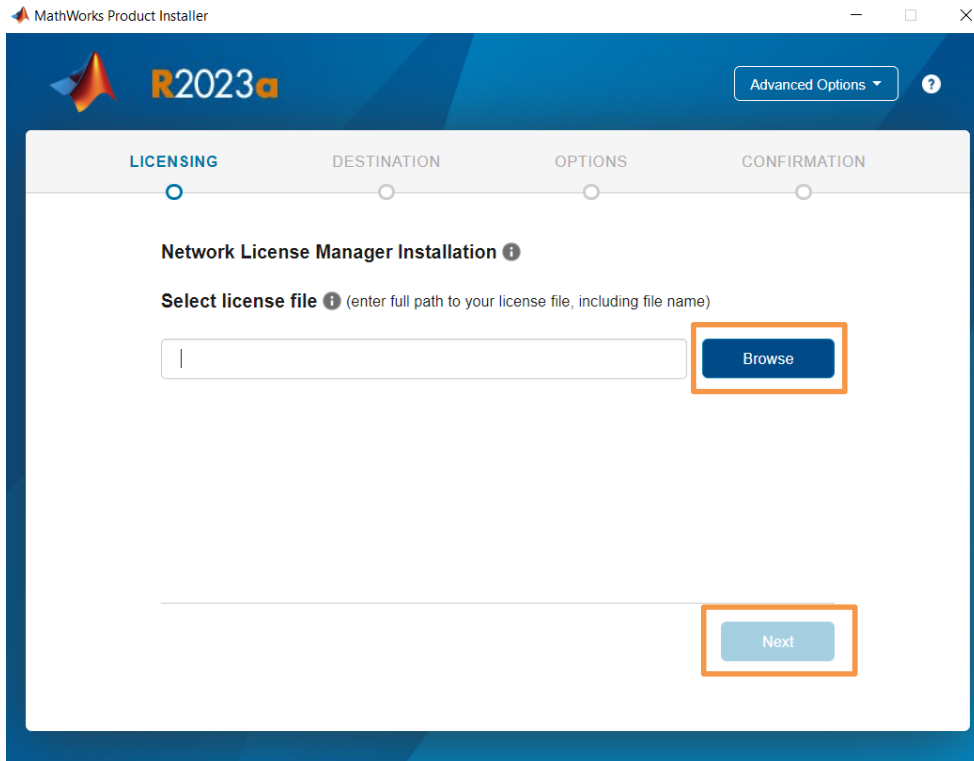 MathWorks Product Installer
R2023a
Advanced Options
?
LICENSING DESTINATION OPTIONS CONFIRMATION
Network License Manager Installation i
Select license file i (enter full path to your license file, including file name)
Browse
Next